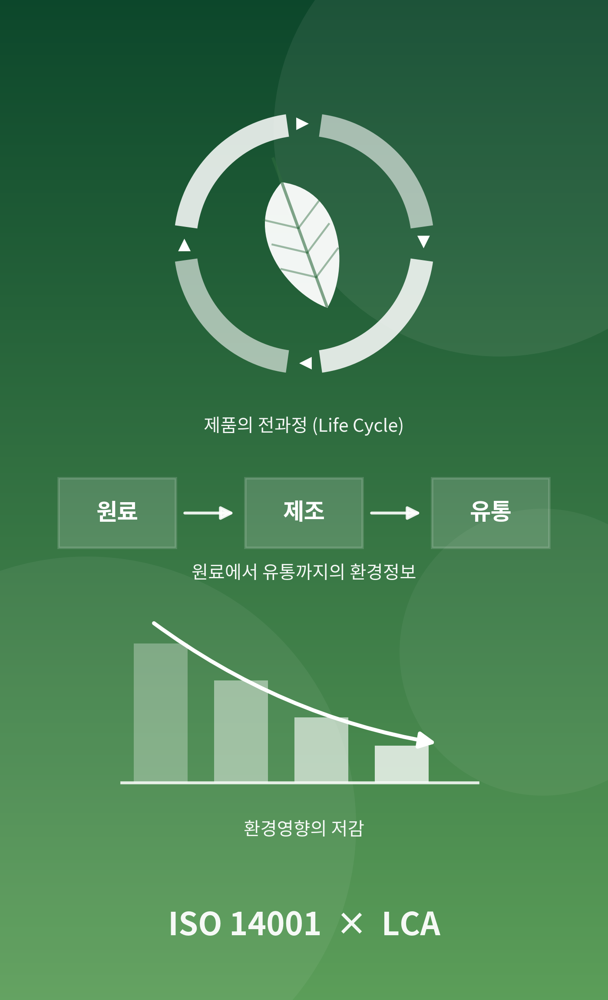 제품의 전과정 (Life Cycle)
원료
제조
유통
원료에서 유통까지의 환경정보
환경영향의 저감
ISO 14001 × LCA